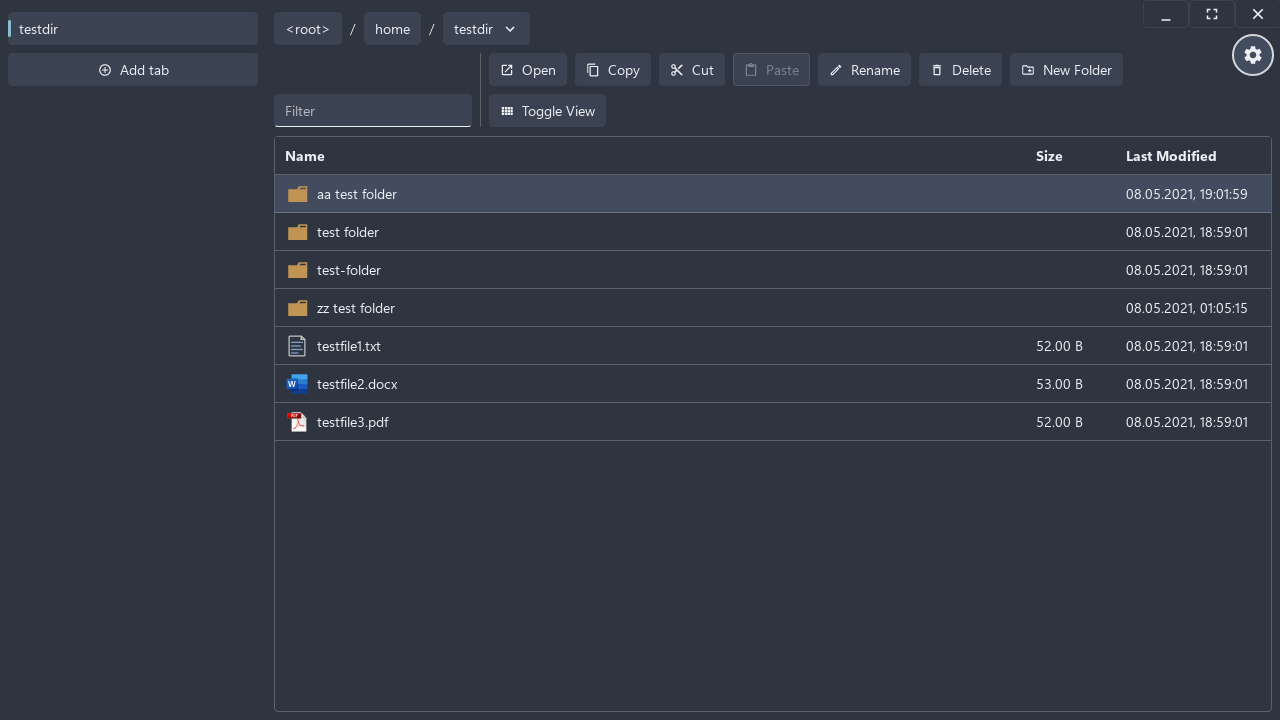 testdir <root> / home / testdir
Add tab Open Copy Cut Paste Rename Delete New Folder
Filter Toggle View
Name Size Last Modified
aa test folder 08.05.2021, 19:01:59
test folder 08.05.2021, 18:59:01
test-folder 08.05.2021, 18:59:01
zz test folder 08.05.2021, 01:05:15
testfile1.txt 52.00 B 08.05.2021, 18:59:01
W testfile2.docx 53.00 B 08.05.2021, 18:59:01
PDF testfile3.pdf 52.00 B 08.05.2021, 18:59:01